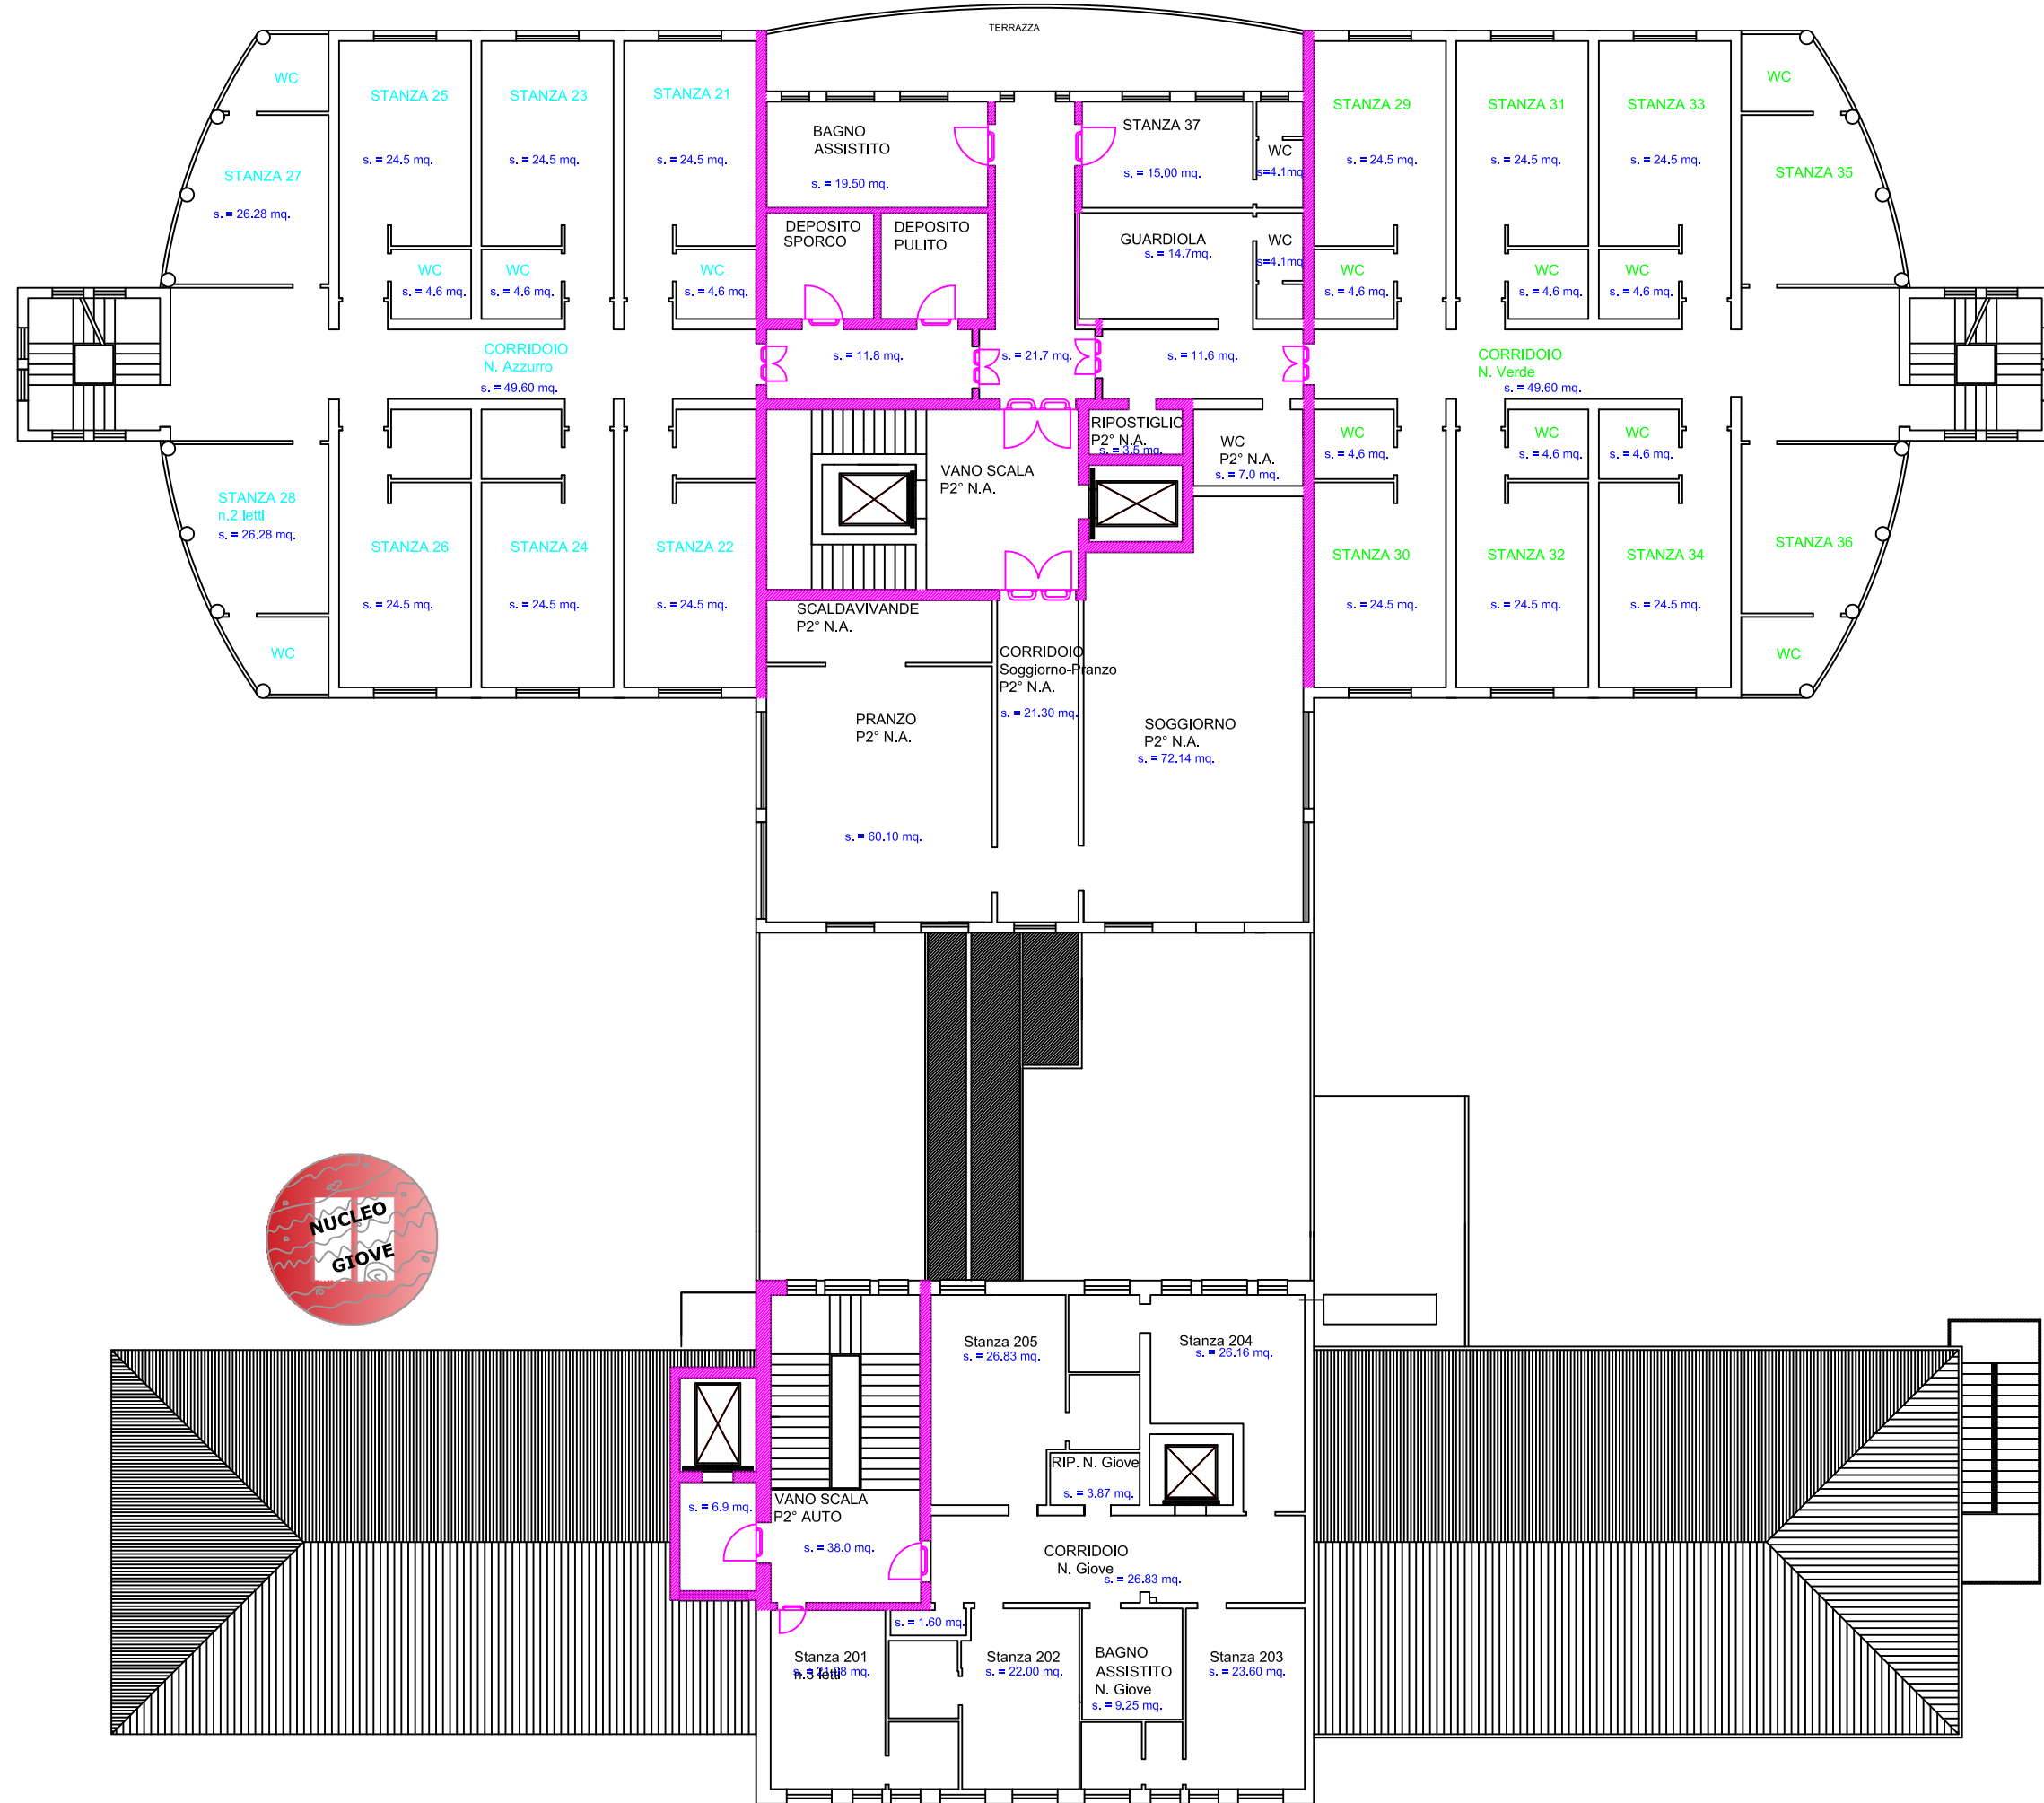 TERRAZZA
WC
STANZA 25
STANZA 23
STANZA 21
s. = 24.5 mq.
s. = 24.5 mq.
s. = 24.5 mq.
STANZA 27
s. = 26.28 mq.
WC
s. = 4.6 mq.
WC
s. = 4.6 mq.
WC
s. = 4.6 mq.
CORRIDOIO
N. Azzurro
s. = 49.60 mq.
STANZA 28
n.2 letti
s. = 26.28 mq.
STANZA 26
STANZA 24
STANZA 22
s. = 24.5 mq.
s. = 24.5 mq.
s. = 24.5 mq.
WC
BAGNO
ASSISTITO
s. = 19.50 mq.
DEPOSITO
SPORCO
DEPOSITO
PULITO
STANZA 37
s. = 15.00 mq.
WC
s=4.1mq
GUARDIOLA
s. = 14.7mq.
WC
s=4.1mq
s. = 11.8 mq.
s. = 21.7 mq.
s. = 11.6 mq.
RIPOSTIGLIO
P2° N.A.
s. = 3.5 mq.
WC
P2° N.A.
s. = 7.0 mq.
VANO SCALA
P2° N.A.
SCALDAVIVANDE
P2° N.A.
CORRIDOIO
Soggiorno-Pranzo
P2° N.A.
s. = 21.30 mq.
PRANZO
P2° N.A.
s. = 60.10 mq.
SOGGIORNO
P2° N.A.
s. = 72.14 mq.
STANZA 29
STANZA 31
STANZA 33
s. = 24.5 mq.
s. = 24.5 mq.
s. = 24.5 mq.
WC
STANZA 35
WC
s. = 4.6 mq.
WC
s. = 4.6 mq.
WC
s. = 4.6 mq.
CORRIDOIO
N. Verde
s. = 49.60 mq.
WC
s. = 4.6 mq.
WC
s. = 4.6 mq.
WC
s. = 4.6 mq.
STANZA 30
STANZA 32
STANZA 34
s. = 24.5 mq.
s. = 24.5 mq.
s. = 24.5 mq.
STANZA 36
WC
NUCLEO
GIOVE
Stanza 205
s. = 26.83 mq.
Stanza 204
s. = 26.16 mq.
RIP. N. Giove
s. = 3.87 mq.
s. = 6.9 mq.
VANO SCALA
P2° AUTO
s. = 38.0 mq.
CORRIDOIO
N. Giove
s. = 26.83 mq.
s. = 1.60 mq.
Stanza 201
n.3 letti
Stanza 202
s. = 22.00 mq.
BAGNO
ASSISTITO
N. Giove
s. = 9.25 mq.
Stanza 203
s. = 23.60 mq.